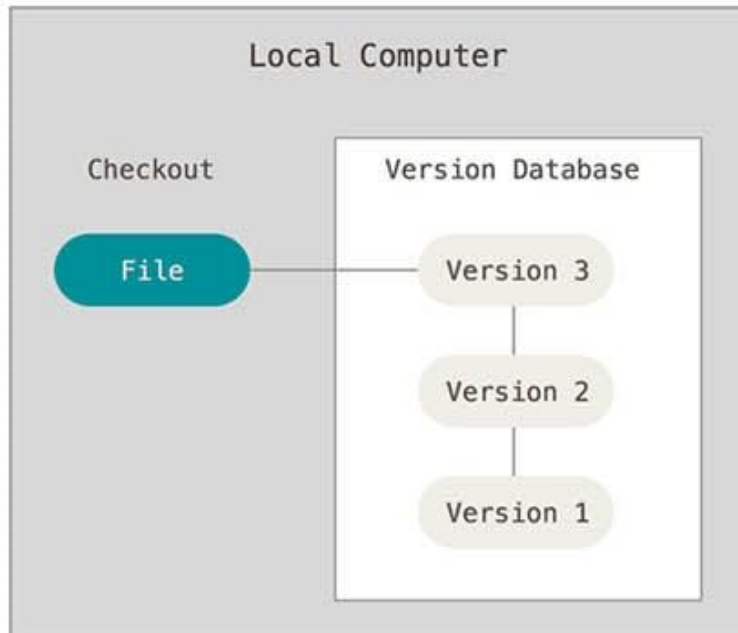 Local Computer
Checkout
Version Database
File
Version 3
Version 2
Version 1